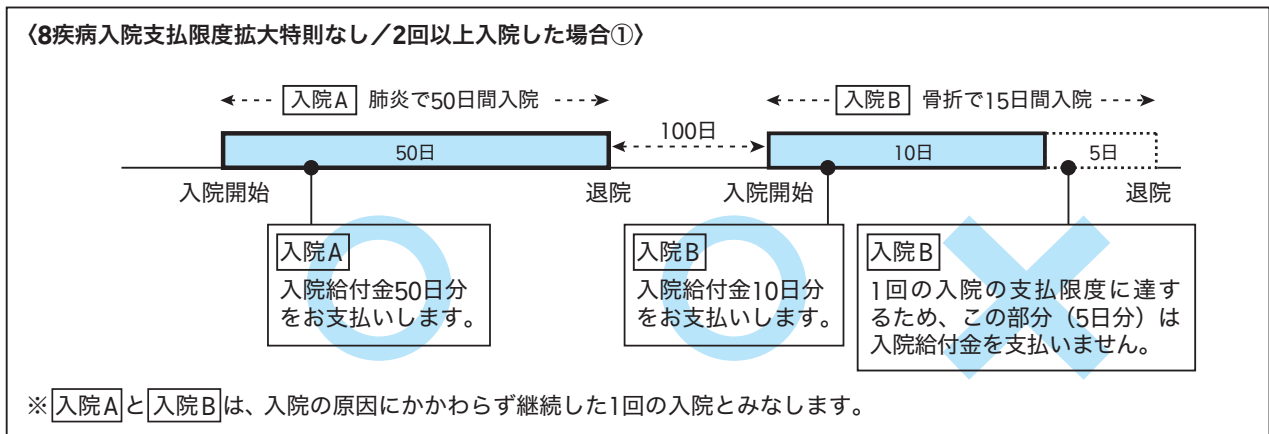 〈8疾病入院支払限度拡大特則なし／2回以上入院した場合①〉
入院A 肺炎で50日間入院
入院B 骨折で15日間入院
100日
50日
10日
5日
入院開始
退院
入院開始
退院
入院A
入院給付金50日分
をお支払いします。
入院B
入院給付金10日分
をお支払いします。
入院B
1回の入院の支払限度に達す
るため、この部分（5日分）は
入院給付金を支払いません。
※入院Aと入院Bは、入院の原因にかかわらず継続した1回の入院とみなします。